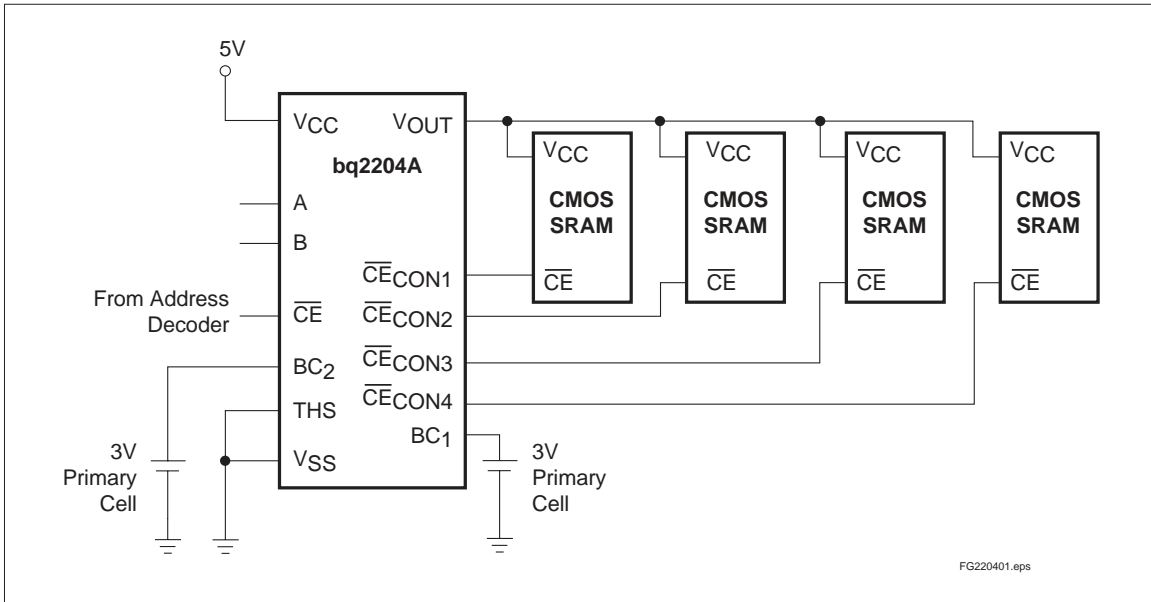 5V
VCC
VOUT
bq2204A
A
B
From Address
Decoder
CE
BC2
THS
VSS
CECON1
CECON2
CECON3
CECON4
BC1
3V
Primary
Cell
3V
Primary
Cell
VCC
CMOS
SRAM
CE
VCC
CMOS
SRAM
CE
VCC
CMOS
SRAM
CE
VCC
CMOS
SRAM
CE
FG220401.eps